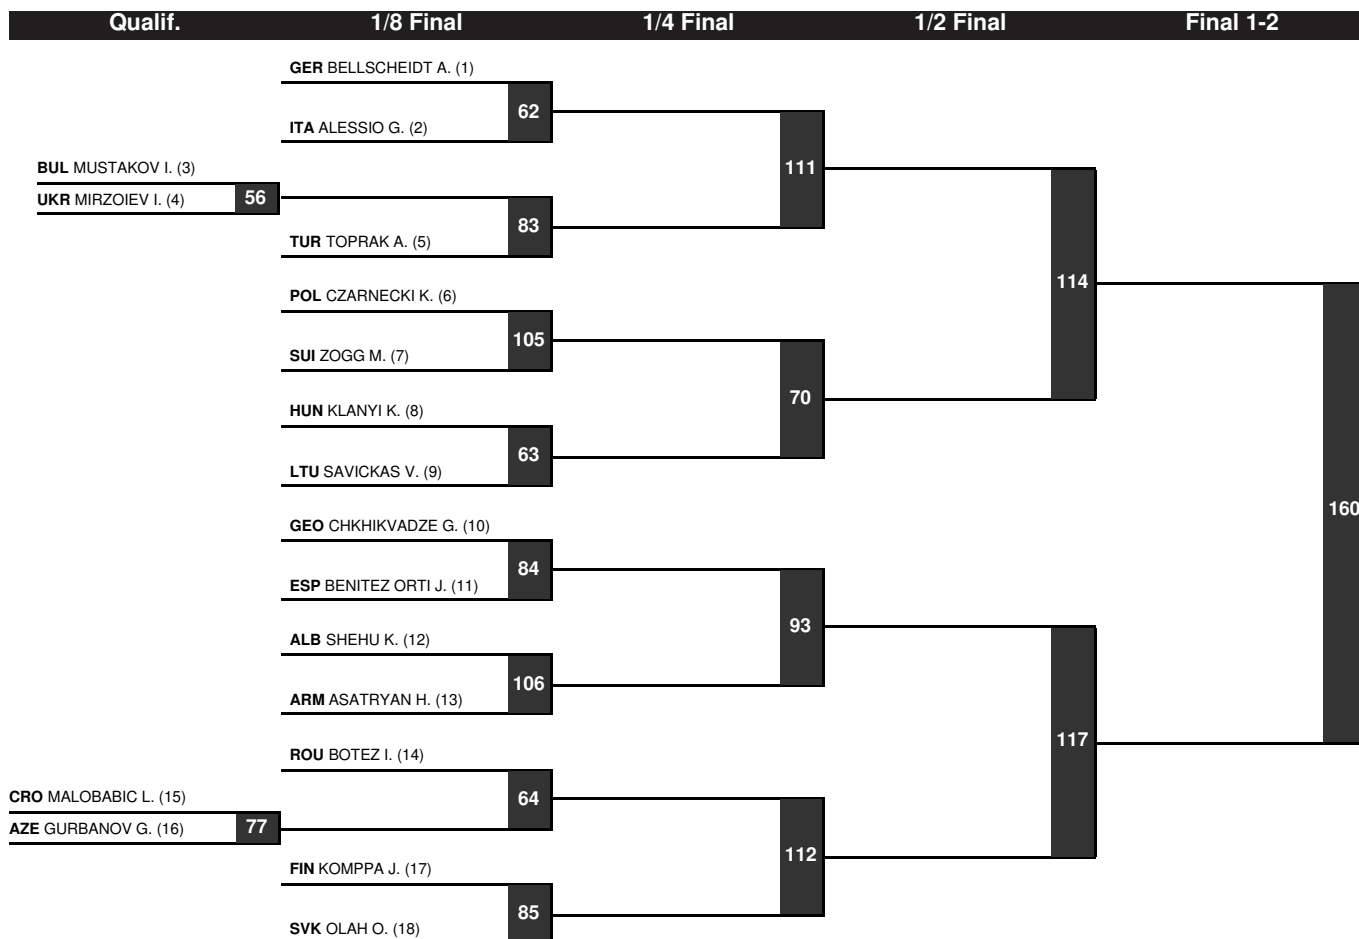 Qualif. 1/8 Final 1/4 Final 1/2 Final Final 1-2
GER BELLSCHEIDT A. (1)
62
ITA ALESSIO G. (2)
BUL MUSTAKOV I. (3)
111
UKR MIRZOIEV I. (4) 56
83
TUR TOPRAK A. (5)
114
POL CZARNECKI K. (6)
105
SUI ZOGG M. (7)
70
HUN KLANYI K. (8)
63
LTU SAVICKAS V. (9)
160
GEO CHKHIKVADZE G. (10)
84
ESP BENITEZ ORTI J. (11)
93
ALB SHEHU K. (12)
106
ARM ASATRYAN H. (13)
117
ROU BOTEZ I. (14)
CRO MALOBABIC L. (15)
64
AZE GURBANOV G. (16) 77
112
FIN KOMPPA J. (17)
85
SVK OLAH O. (18)